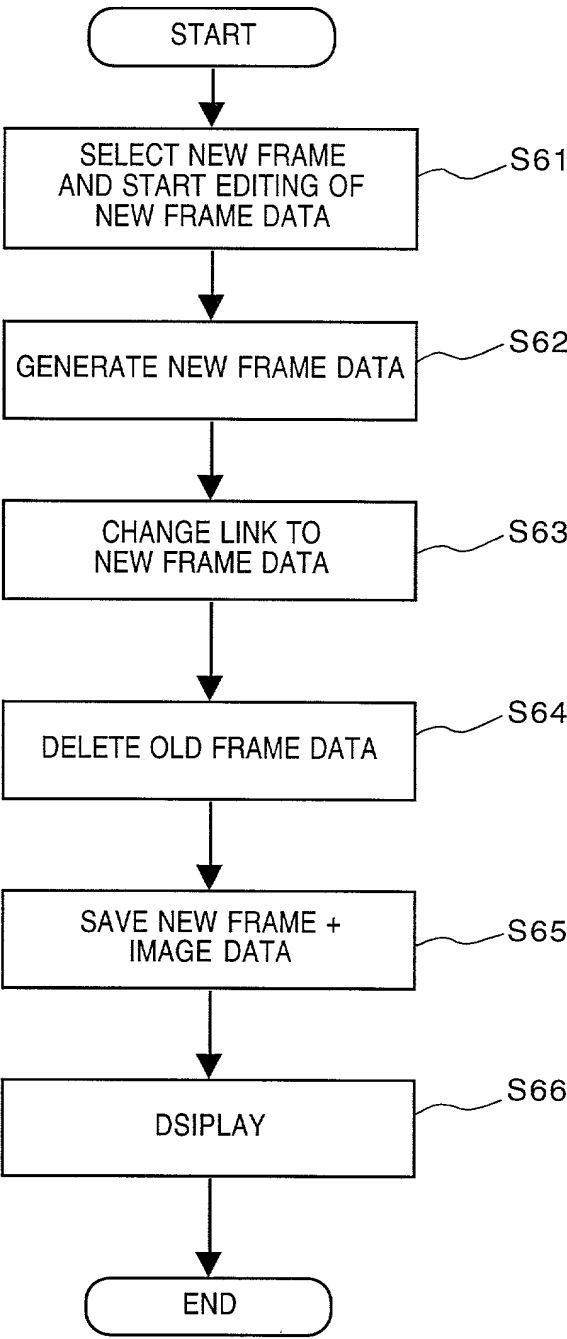 START
SELECT NEW FRAME
AND START EDITING OF
NEW FRAME DATA
S61
GENERATE NEW FRAME DATA
S62
CHANGE LINK TO
NEW FRAME DATA
S63
DELETE OLD FRAME DATA
S64
SAVE NEW FRAME +
IMAGE DATA
S65
DSIPLAY
S66
END